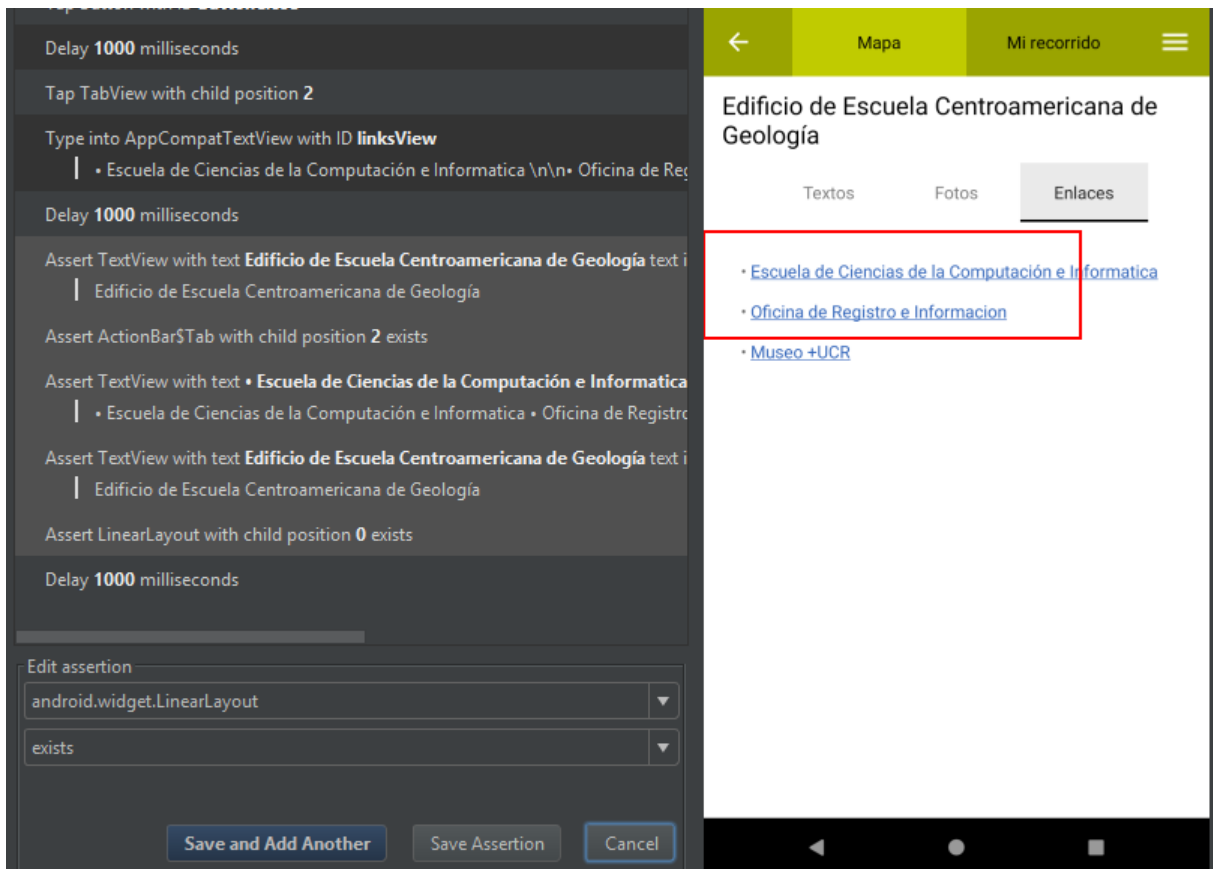 Delay 1000 milliseconds
Tap TabView with child position 2
Type into AppCompatTextView with ID linksView
• Escuela de Ciencias de la Computación e Informatica \n\n• Oficina de Reg
Delay 1000 milliseconds
Assert TextView with text Edificio de Escuela Centroamericana de Geología text i
Edificio de Escuela Centroamericana de Geología
Assert ActionBar$Tab with child position 2 exists
Assert TextView with text • Escuela de Ciencias de la Computación e Informatica
• Escuela de Ciencias de la Computación e Informatica • Oficina de Registro
Assert TextView with text Edificio de Escuela Centroamericana de Geología text i
Edificio de Escuela Centroamericana de Geología
Assert LinearLayout with child position 0 exists
Delay 1000 milliseconds
Edit assertion
android.widget.LinearLayout
exists
Save and Add Another Save Assertion Cancel
Mapa Mi recorrido
Edificio de Escuela Centroamericana de
Geología
Textos Fotos Enlaces
• Escuela de Ciencias de la Computación e Informatica
• Oficina de Registro e Informacion
• Museo +UCR